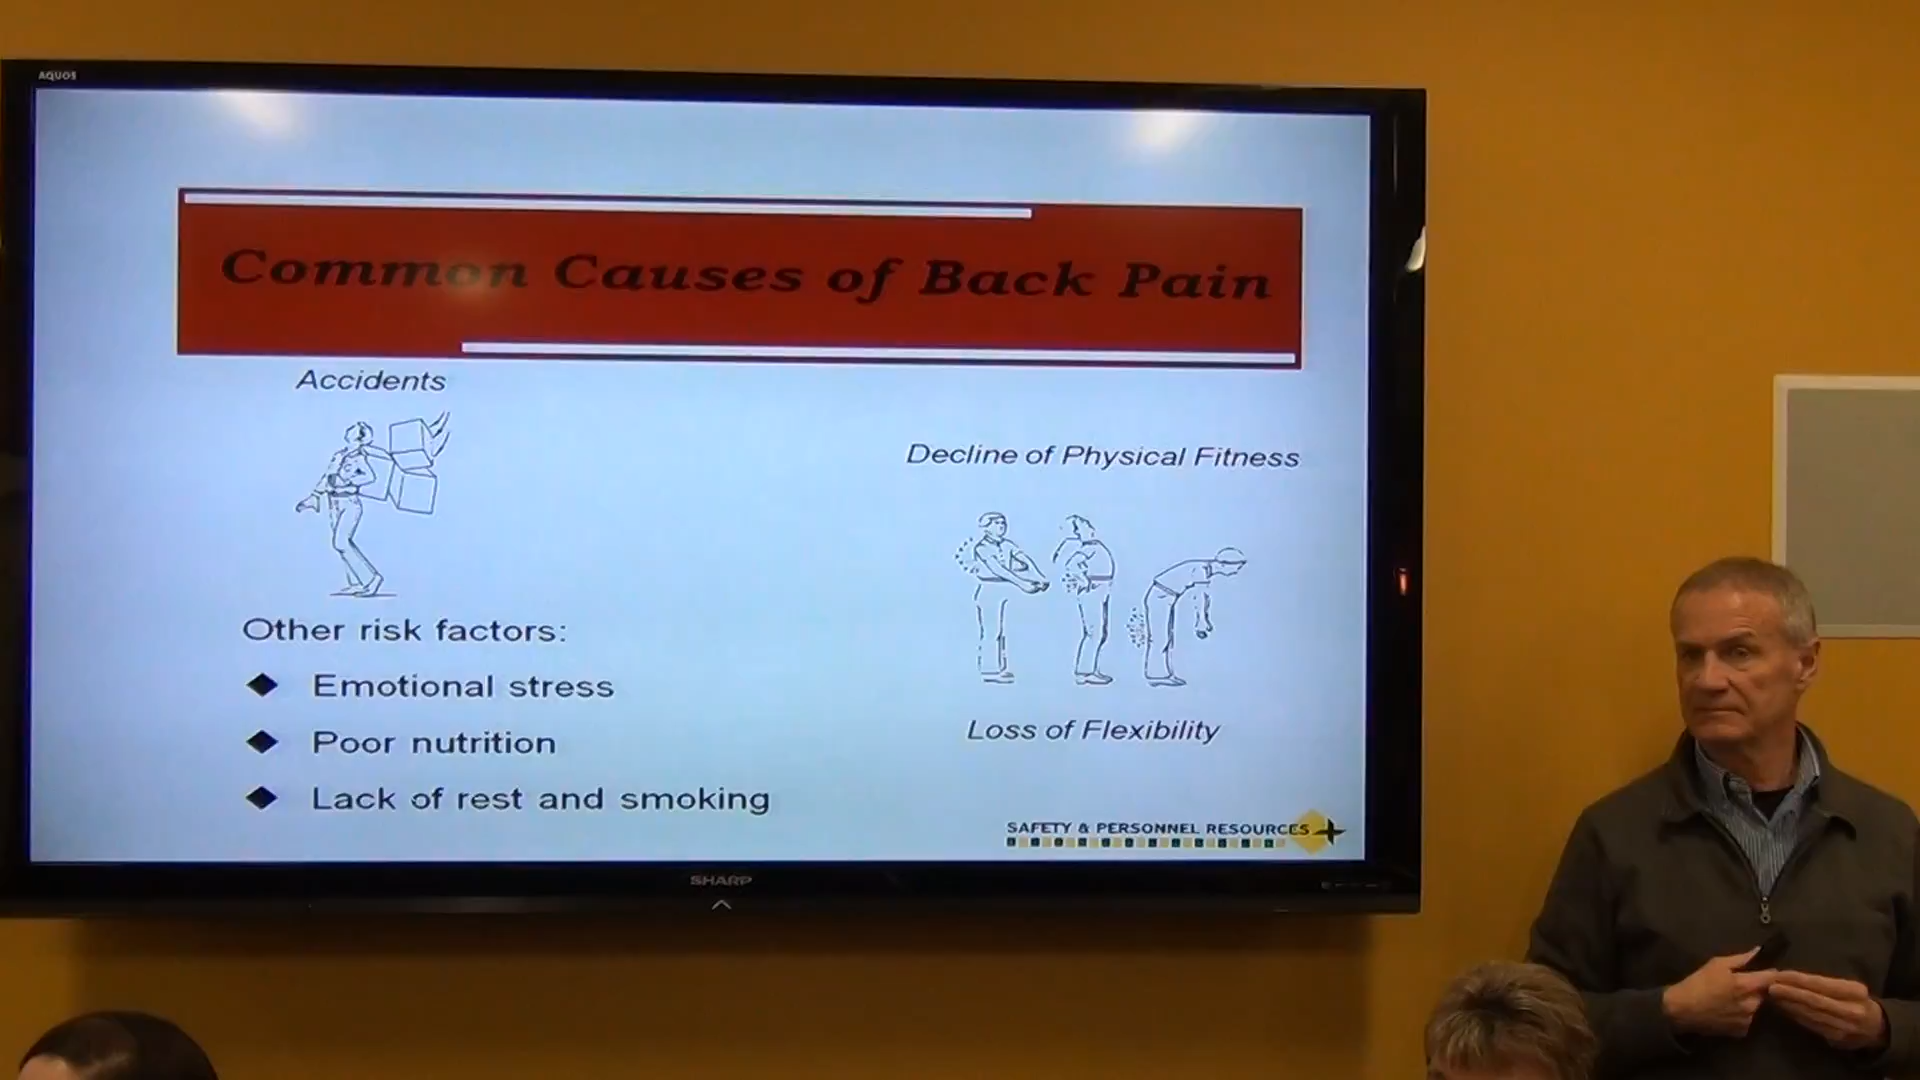 AQUOS
Common Causes of Back Pain
Accidents
Decline of Physical Fitness
Other risk factors:
Emotional stress
Poor nutrition
Lack of rest and smoking
Loss of Flexibility
SAFETY & PERSONNEL RESOURCES
SHARP